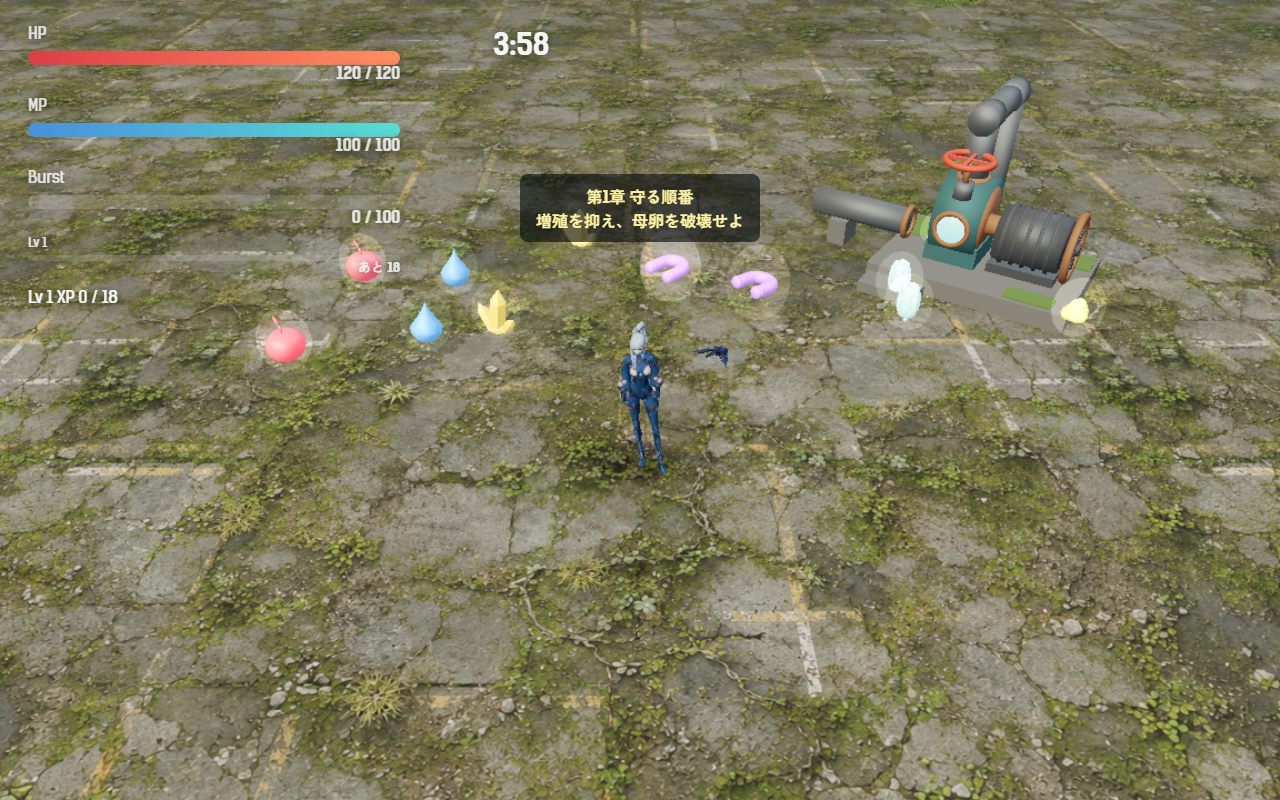 HP
120 / 120
3:58
MP
100 / 100
Burst
0 / 100
Lv 1
あと 18
Lv 1 XP 0 / 18
第1章 守る順番
増殖を抑え、母卵を破壊せよ